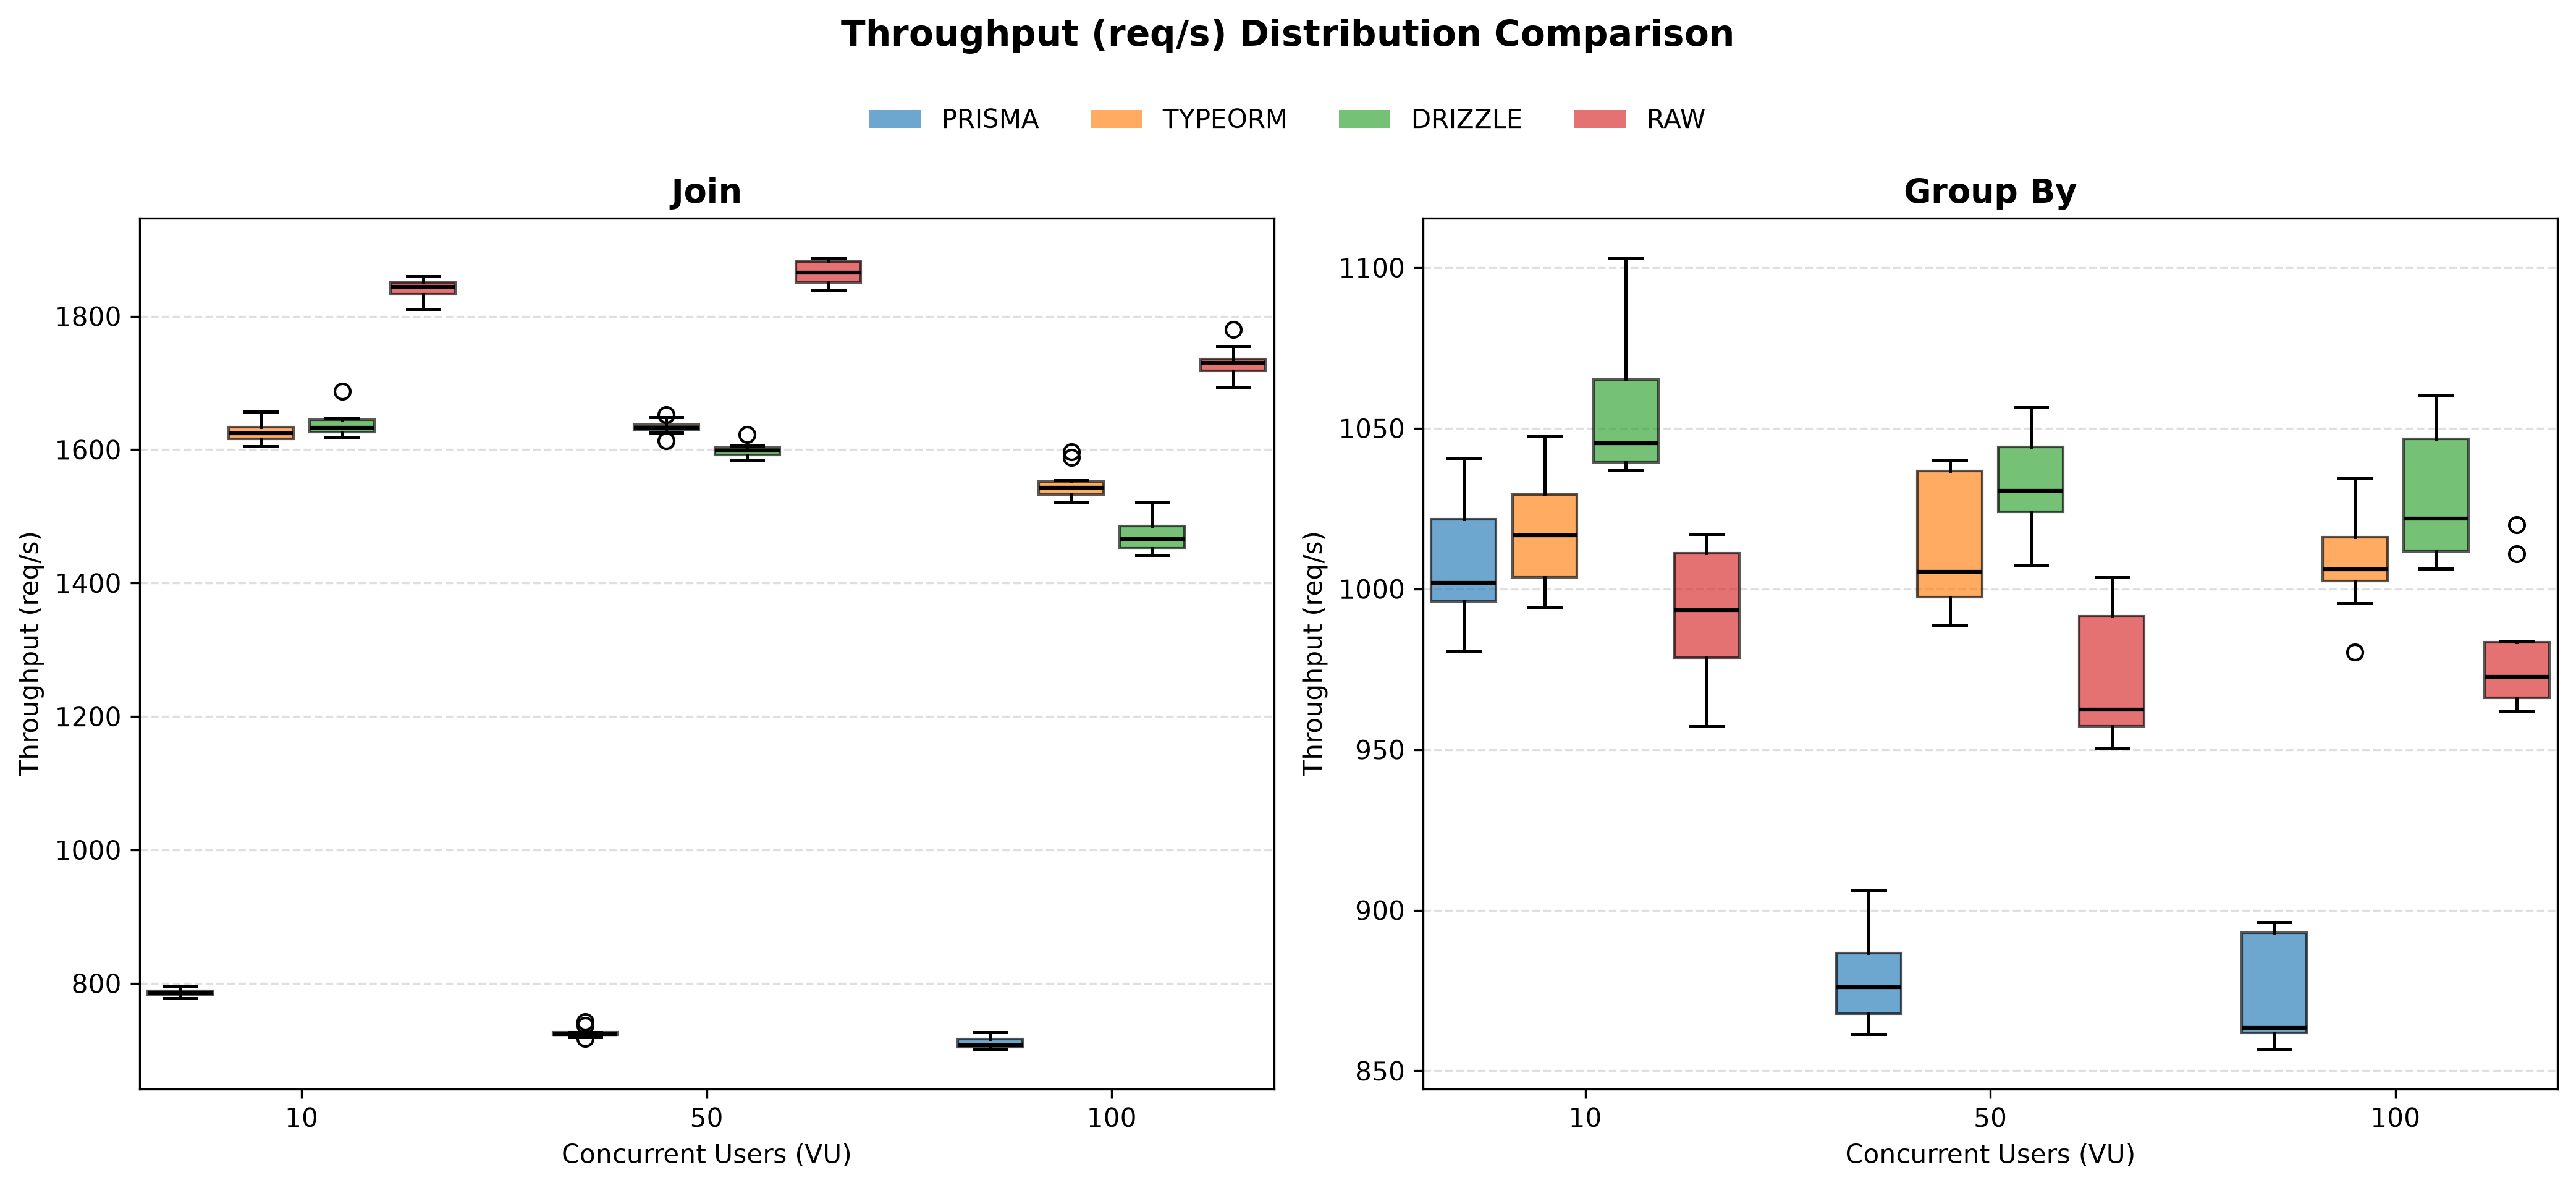 Throughput (req/s) Distribution Comparison
PRISMA TYPEORM DRIZZLE RAW
Join
Throughput (req/s)
1800
1600
1400
1200
1000
800
10 50 100
Concurrent Users (VU)
Group By
Throughput (req/s)
1100
1050
1000
950
900
850
10 50 100
Concurrent Users (VU)